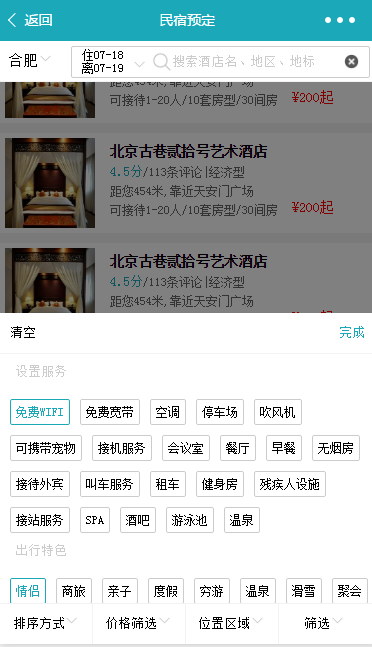 返回 民宿预定
合肥 住07-18 离07-19 搜索酒店名、地区、地标
距您454米,靠近天安门广场
可接待1-20人/10套房型/30间房 ¥200起
北京古巷贰拾号艺术酒店
4.5分/113条评论|经济型
距您454米,靠近天安门广场
可接待1-20人/10套房型/30间房 ¥200起
北京古巷贰拾号艺术酒店
4.5分/113条评论|经济型
距您454米,靠近天安门广场
清空 完成
设置服务
免费WIFI 免费宽带 空调 停车场 吹风机
可携带宠物 接机服务 会议室 餐厅 早餐 无烟房
接待外宾 叫车服务 租车 健身房 残疾人设施
接站服务 SPA 酒吧 游泳池 温泉
出行特色
情侣 商旅 亲子 度假 穷游 温泉 滑雪 聚会
排序方式 价格筛选 位置区域 筛选